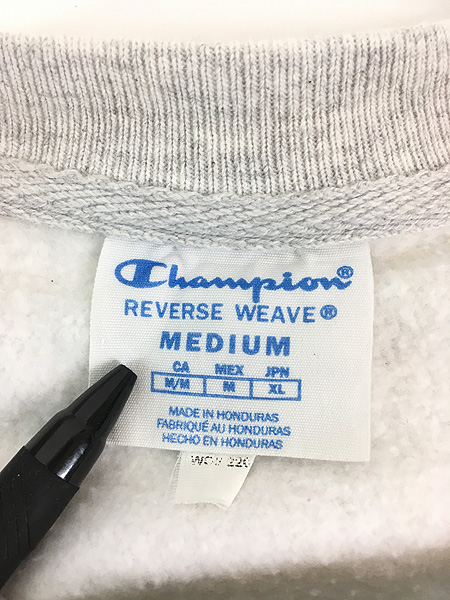 Champion®
REVERSE WEAVE®
MEDIUM
CA MEX JPN
M/M M XL
MADE IN HONDURAS
FABRIQUÉ AU HONDURAS
HECHO EN HONDURAS